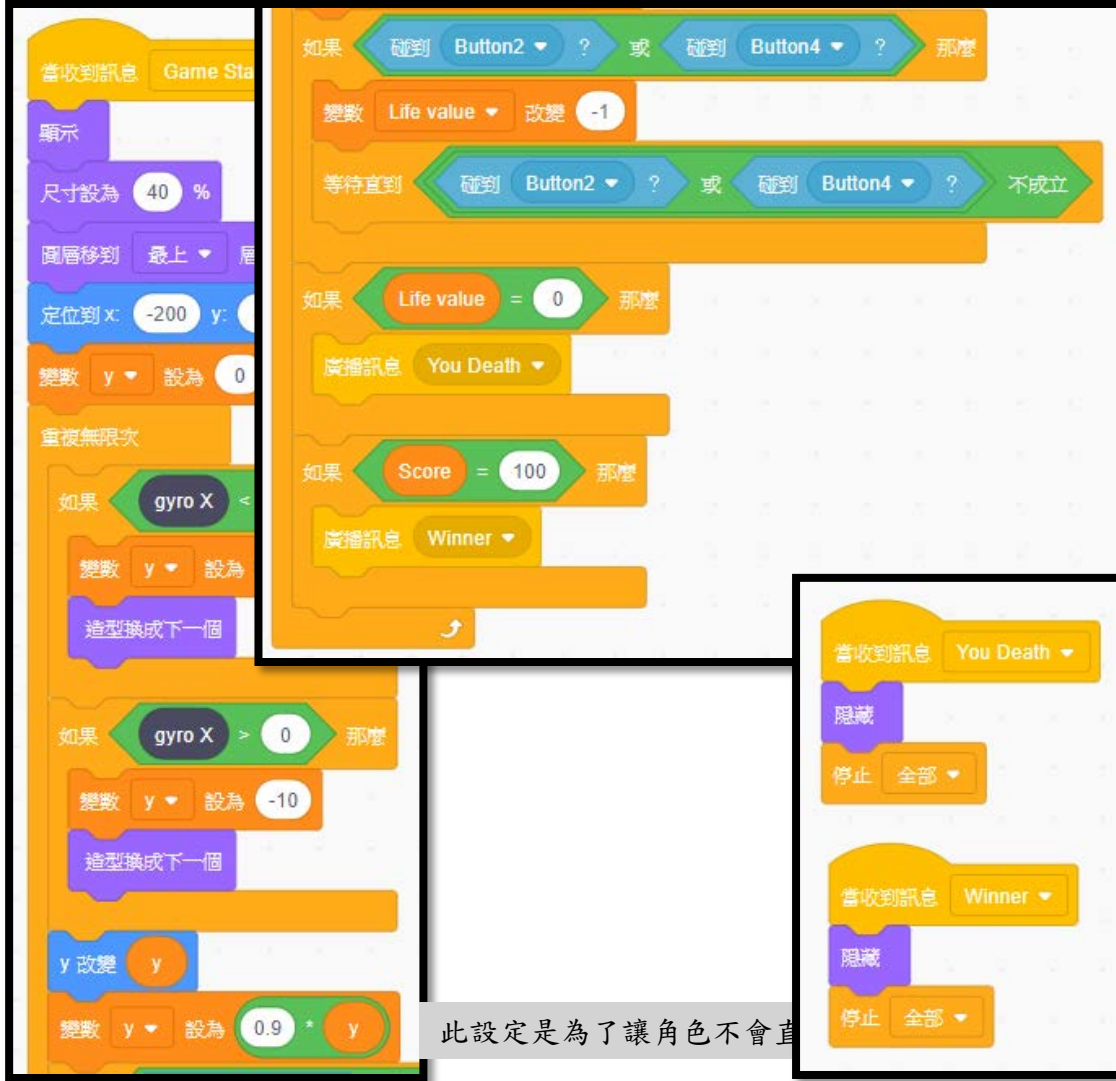 當收到訊息 Game Sta
顯示
尺寸設為 40 %
圖層移到 最上
定位到 x: -200 y:
變數 y 設為 0
重複無限次
如果 gyro X <
變數 y 設為
造型換成下一個
如果 gyro X > 0 那麼
變數 y 設為 -10
造型換成下一個
y 改變 y
變數 y 設為 0.9 * y
如果 碰到 Button2 ? 或 碰到 Button4 ? 那麼
變數 Life value 改變 -1
等待直到 碰到 Button2 ? 或 碰到 Button4 ? 不成立
如果 Life value = 0 那麼
廣播訊息 You Death
如果 Score = 100 那麼
廣播訊息 Winner
當收到訊息 You Death
隱藏
停止 全部
當收到訊息 Winner
隱藏
停止 全部
此設定是為了讓角色不會直